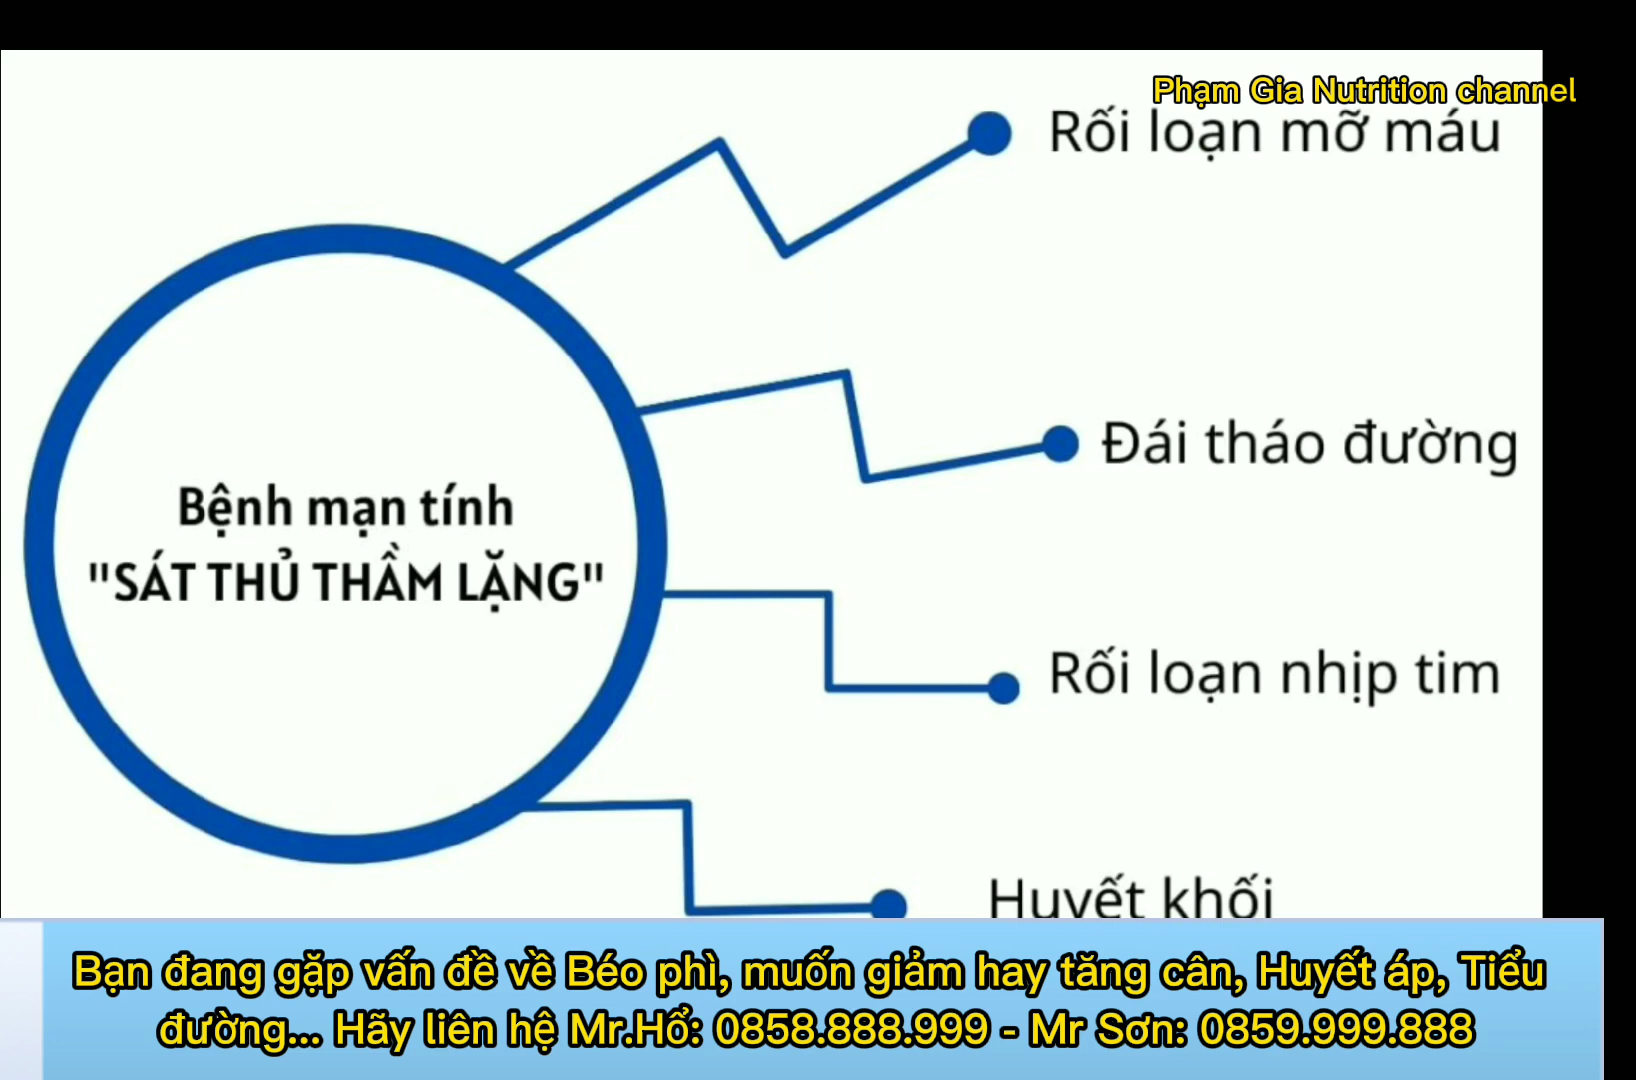 Phạm Gia Nutrition channel
Rối loạn mỡ máu
Đái tháo đường
Bệnh mạn tính
"SÁT THỦ THẦM LẶNG"
Rối loạn nhịp tim
Huyết khối
Bạn đang gặp vấn đề về Béo phì, muốn giảm hay tăng cân, Huyết áp, Tiểu
đường... Hãy liên hệ Mr.Hổ: 0858.888.999 - Mr Sơn: 0859.999.888